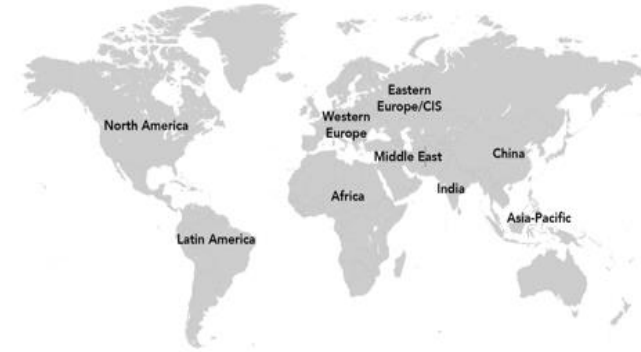 Eastern
Europe/CIS
Western
Europe
North America
Middle East
China
India
Africa
Asia-Pacific
Latin America